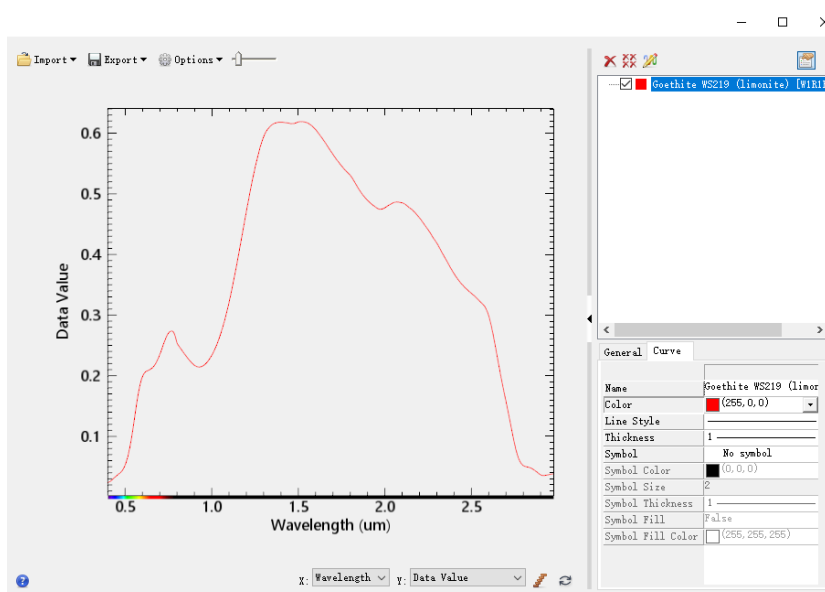 Import Export Options
Goethite WS219 (limonite) [W1R1
0.6
0.5
0.4
0.3
0.2
0.1
Data Value
0.5 1.0 1.5 2.0 2.5
Wavelength (um)
X: Wavelength Y: Data Value
General Curve
Name Goethite WS219 (limor
Color (255,0,0)
Line Style
Thickness 1
Symbol No symbol
Symbol Color (0,0,0)
Symbol Size 2
Symbol Thickness 1
Symbol Fill False
Symbol Fill Color (255,255,255)